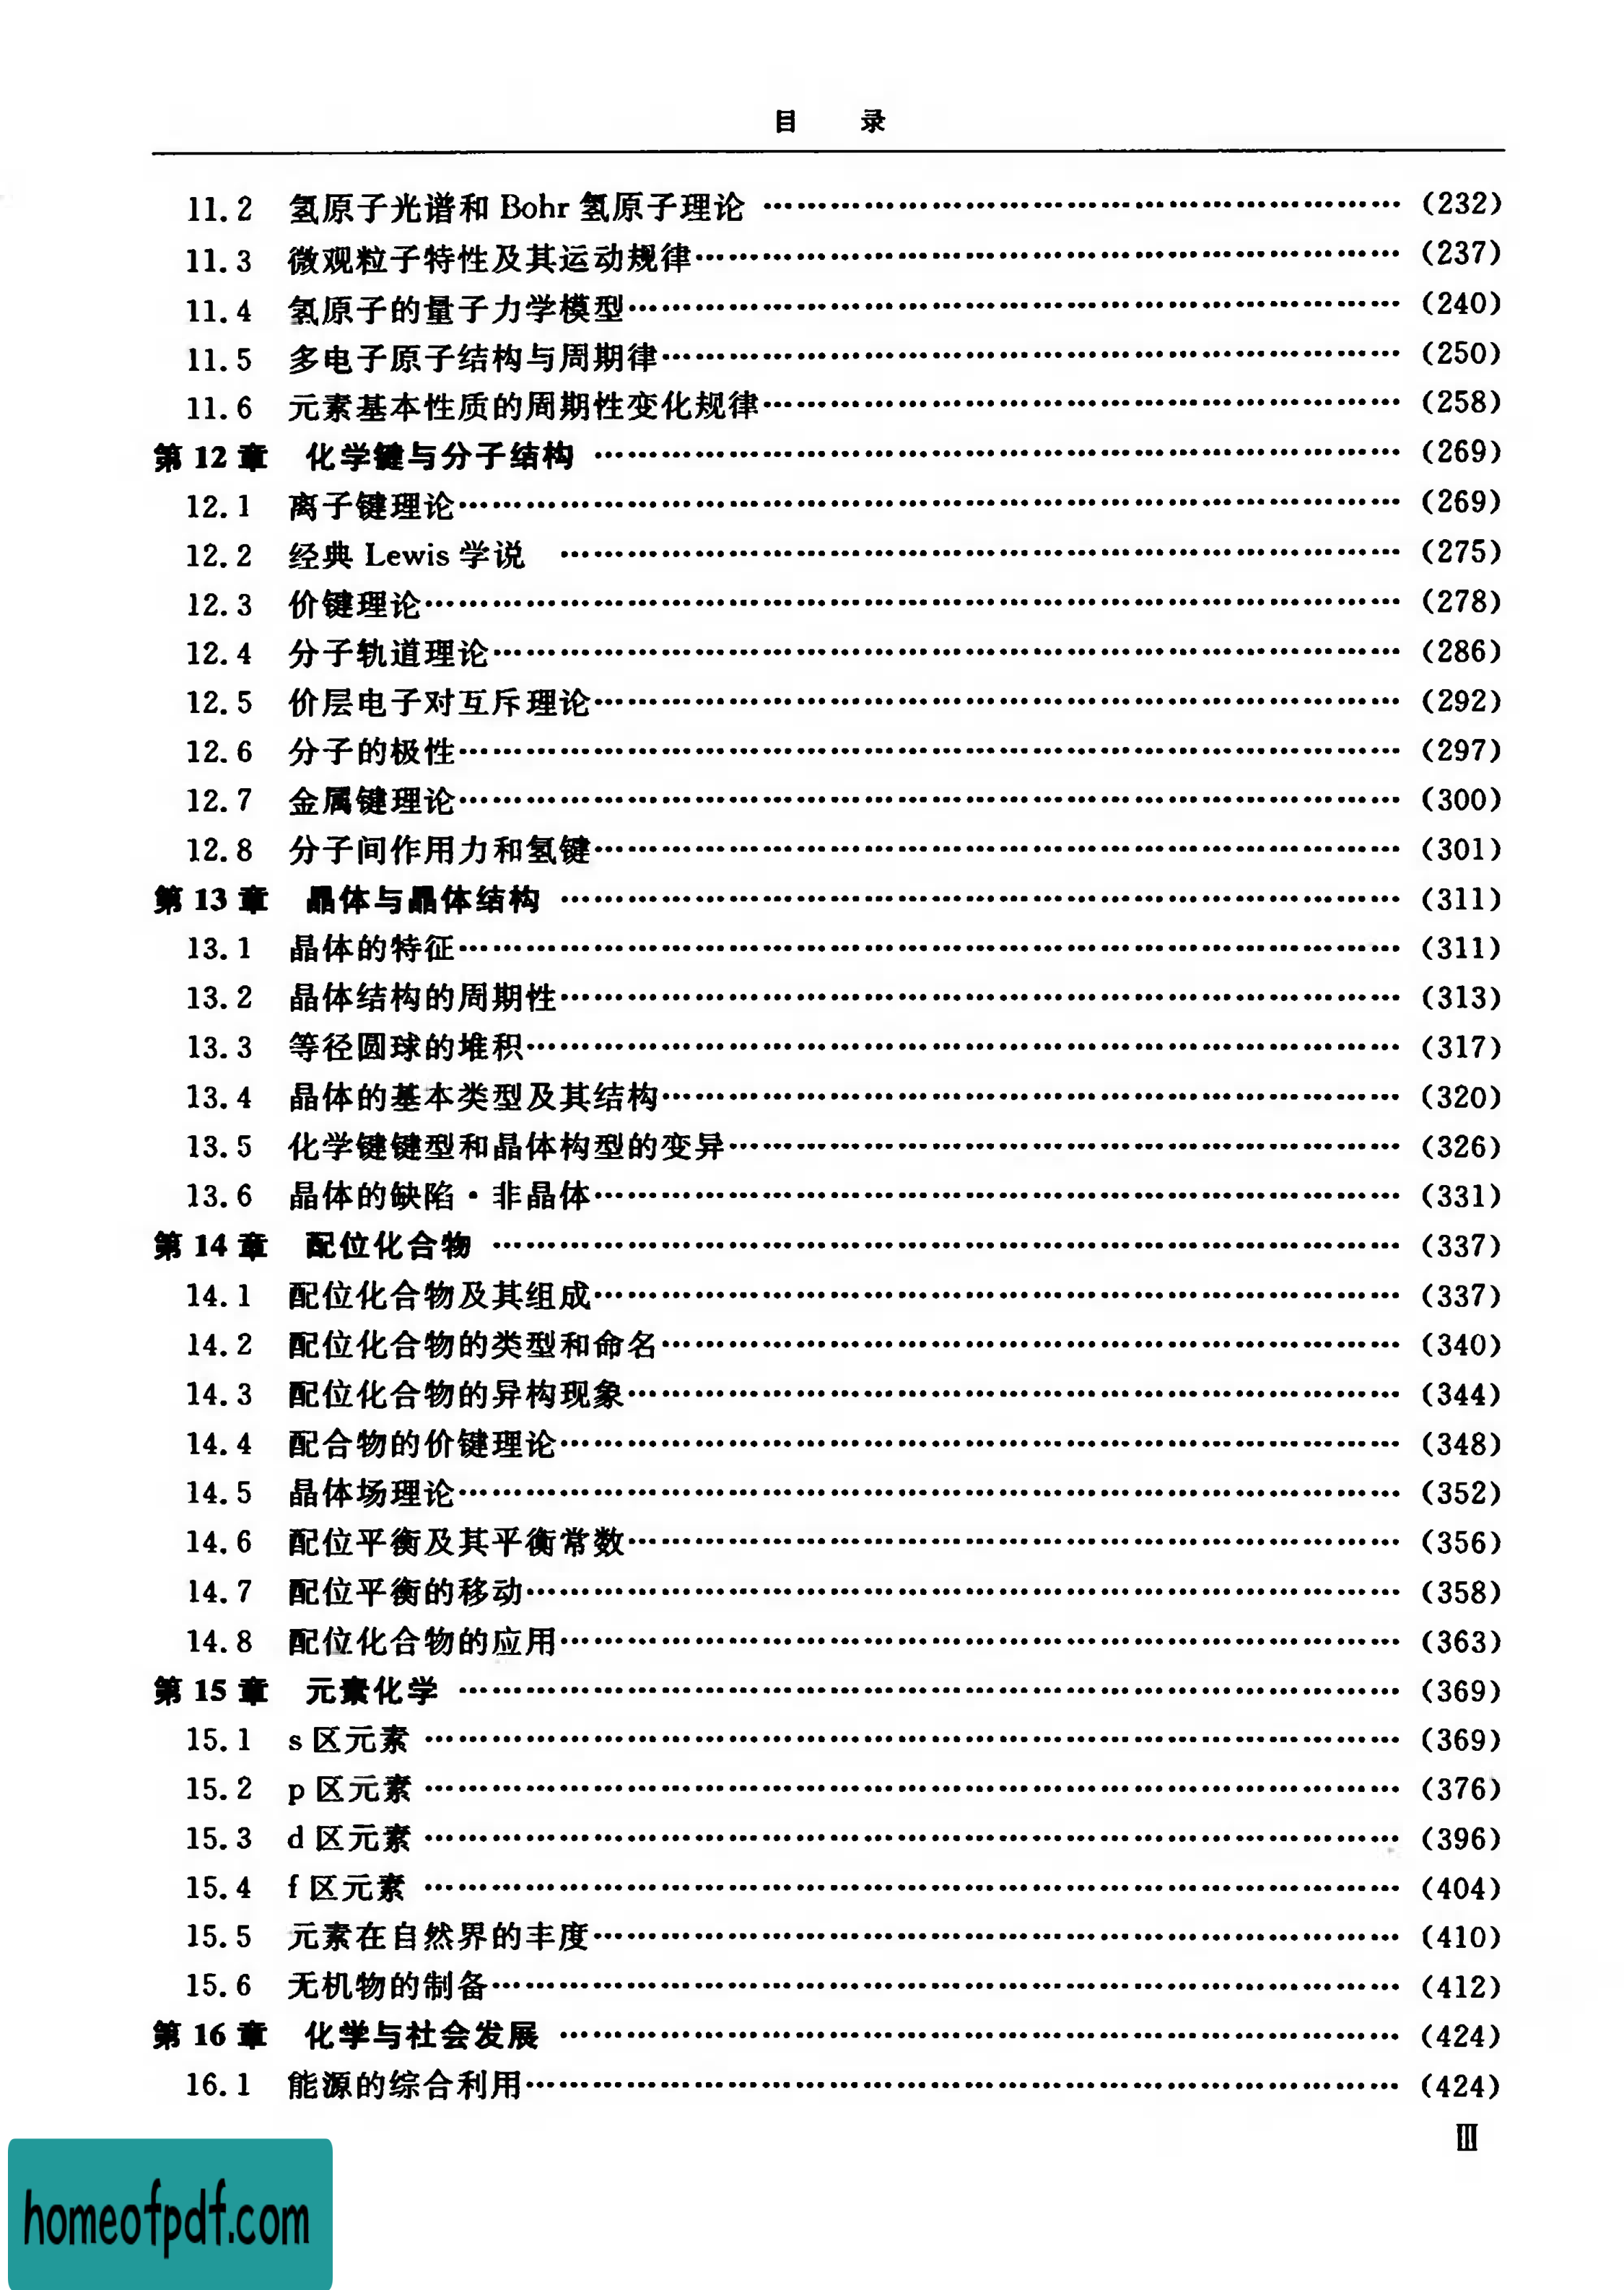 目 录
11.2 氢原子光谱和 Bohr 氢原子理论 …… (232)
11.3 微观粒子特性及其运动规律…… (237)
11.4 氢原子的量子力学模型…… (240)
11.5 多电子原子结构与周期律…… (250)
11.6 元素基本性质的周期性变化规律…… (258)
第 12 章 化学键与分子结构 …… (269)
12.1 离子键理论…… (269)
12.2 经典 Lewis 学说 …… (275)
12.3 价键理论…… (278)
12.4 分子轨道理论…… (286)
12.5 价层电子对互斥理论…… (292)
12.6 分子的极性…… (297)
12.7 金属键理论…… (300)
12.8 分子间作用力和氢键…… (301)
第 13 章 晶体与晶体结构 …… (311)
13.1 晶体的特征…… (311)
13.2 晶体结构的周期性…… (313)
13.3 等径圆球的堆积…… (317)
13.4 晶体的基本类型及其结构…… (320)
13.5 化学键键型和晶体构型的变异…… (326)
13.6 晶体的缺陷·非晶体…… (331)
第 14 章 配位化合物 …… (337)
14.1 配位化合物及其组成…… (337)
14.2 配位化合物的类型和命名…… (340)
14.3 配位化合物的异构现象…… (344)
14.4 配合物的价键理论…… (348)
14.5 晶体场理论…… (352)
14.6 配位平衡及其平衡常数…… (356)
14.7 配位平衡的移动…… (358)
14.8 配位化合物的应用…… (363)
第 15 章 元素化学 …… (369)
15.1 s 区元素 …… (369)
15.2 p 区元素 …… (376)
15.3 d 区元素 …… (396)
15.4 f 区元素 …… (404)
15.5 元素在自然界的丰度…… (410)
15.6 无机物的制备…… (412)
第 16 章 化学与社会发展 …… (424)
16.1 能源的综合利用…… (424)
Ⅲ
homeofpdf.com